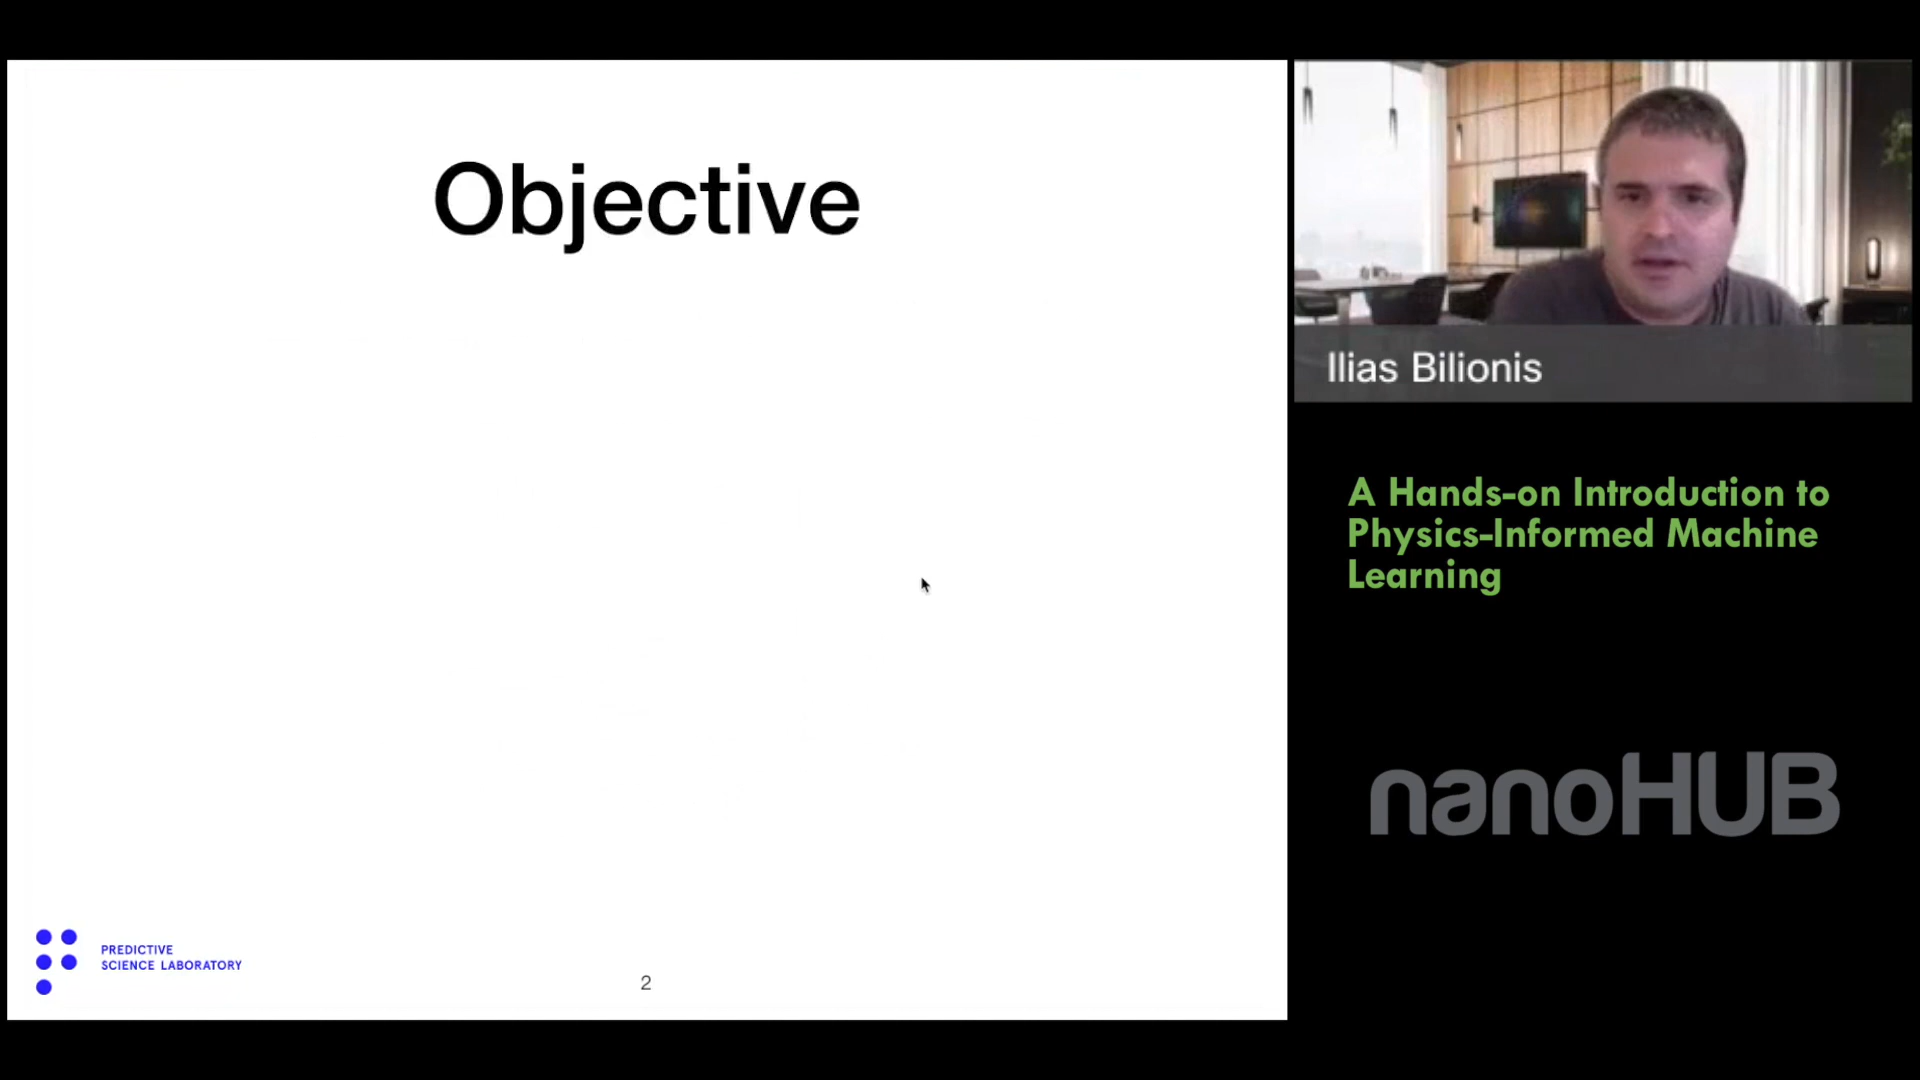 Objective
PREDICTIVE
SCIENCE LABORATORY
2
Ilias Bilionis
A Hands-on Introduction to
Physics-Informed Machine
Learning
nanoHUB